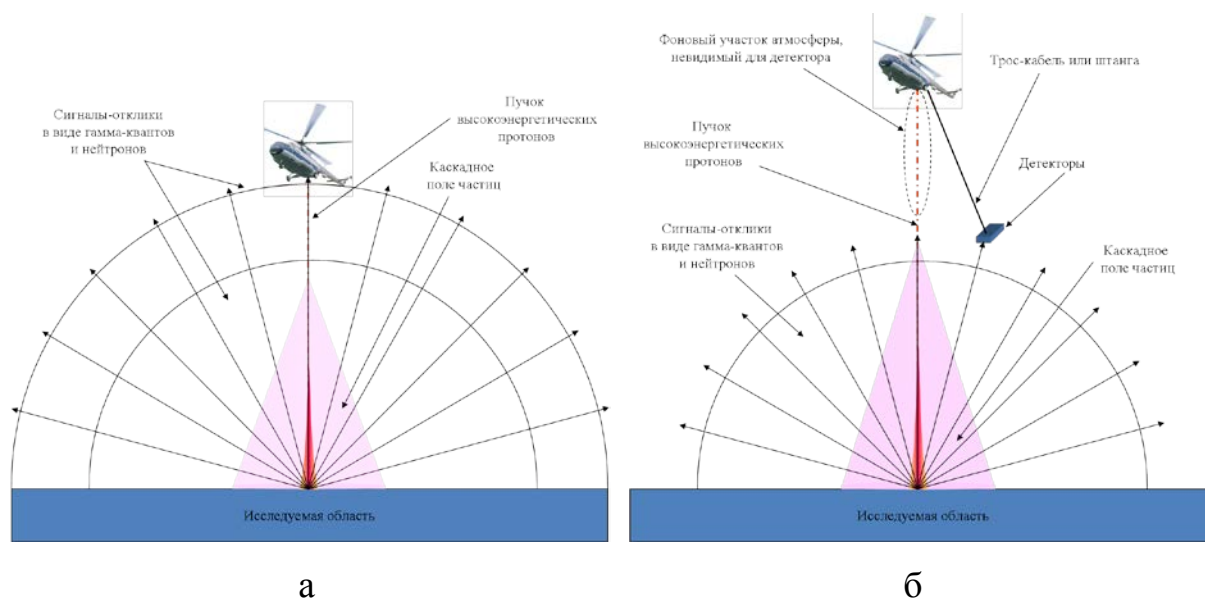 Сигналы-отклики
в виде гамма-квантов
и нейтронов
Пучок
высокоэнергетических
протонов
Каскадное
поле частиц
Исследуемая область
а
Фоновый участок атмосферы,
невидимый для детектора
Трос-кабель или штанга
Пучок
высокоэнергетических
протонов
Детекторы
Сигналы-отклики
в виде гамма-квантов
и нейтронов
Каскадное
поле частиц
Исследуемая область
б